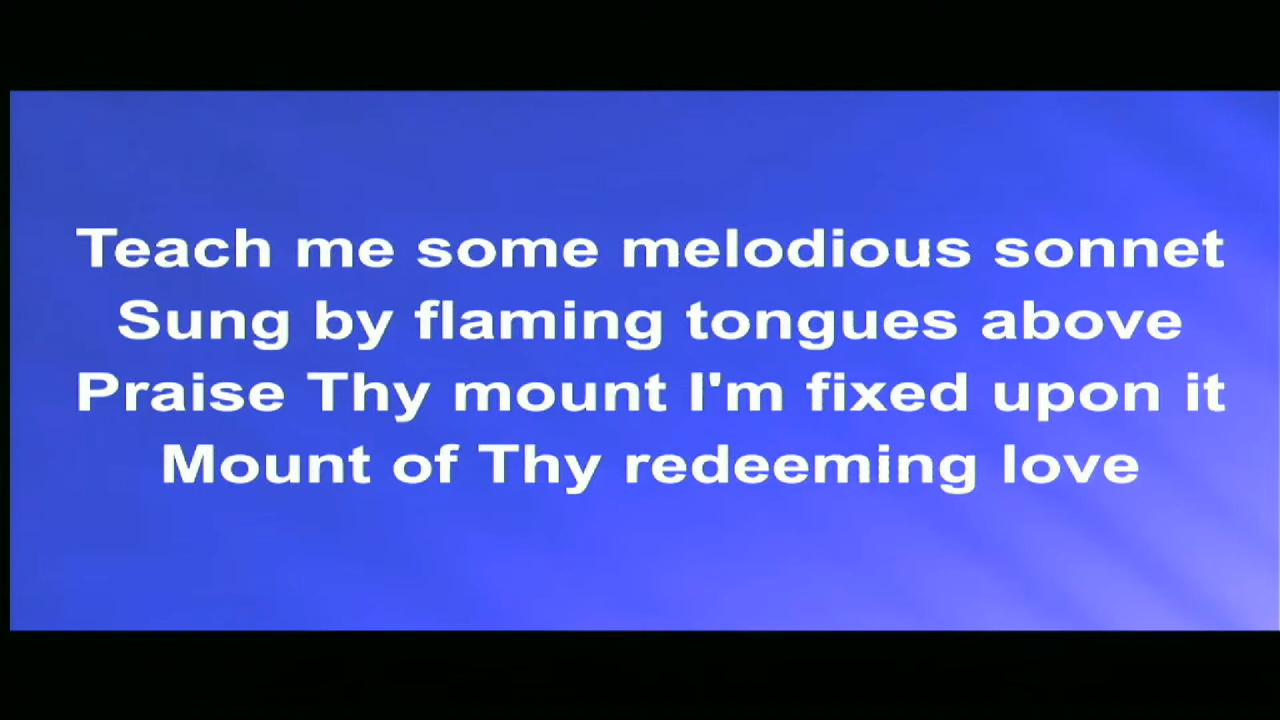 Teach me some melodious sonnet
Sung by flaming tongues above
Praise Thy mount I'm fixed upon it
Mount of Thy redeeming love